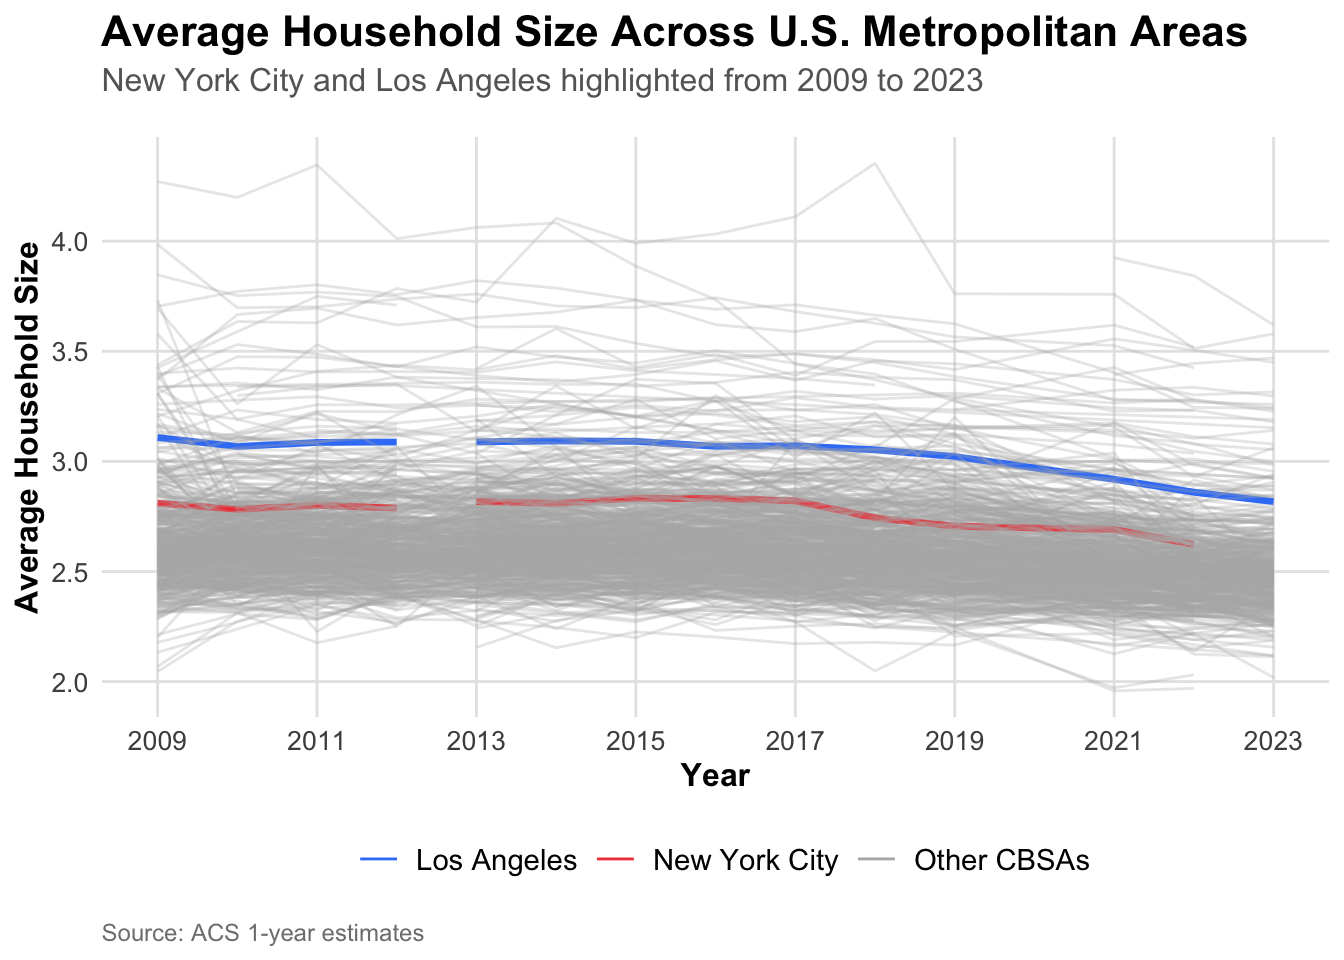 Average Household Size Across U.S. Metropolitan Areas
New York City and Los Angeles highlighted from 2009 to 2023
Average Household Size
4.0
3.5
3.0
2.5
2.0
2009 2011 2013 2015 2017 2019 2021 2023
Year
Los Angeles New York City Other CBSAs
Source: ACS 1-year estimates